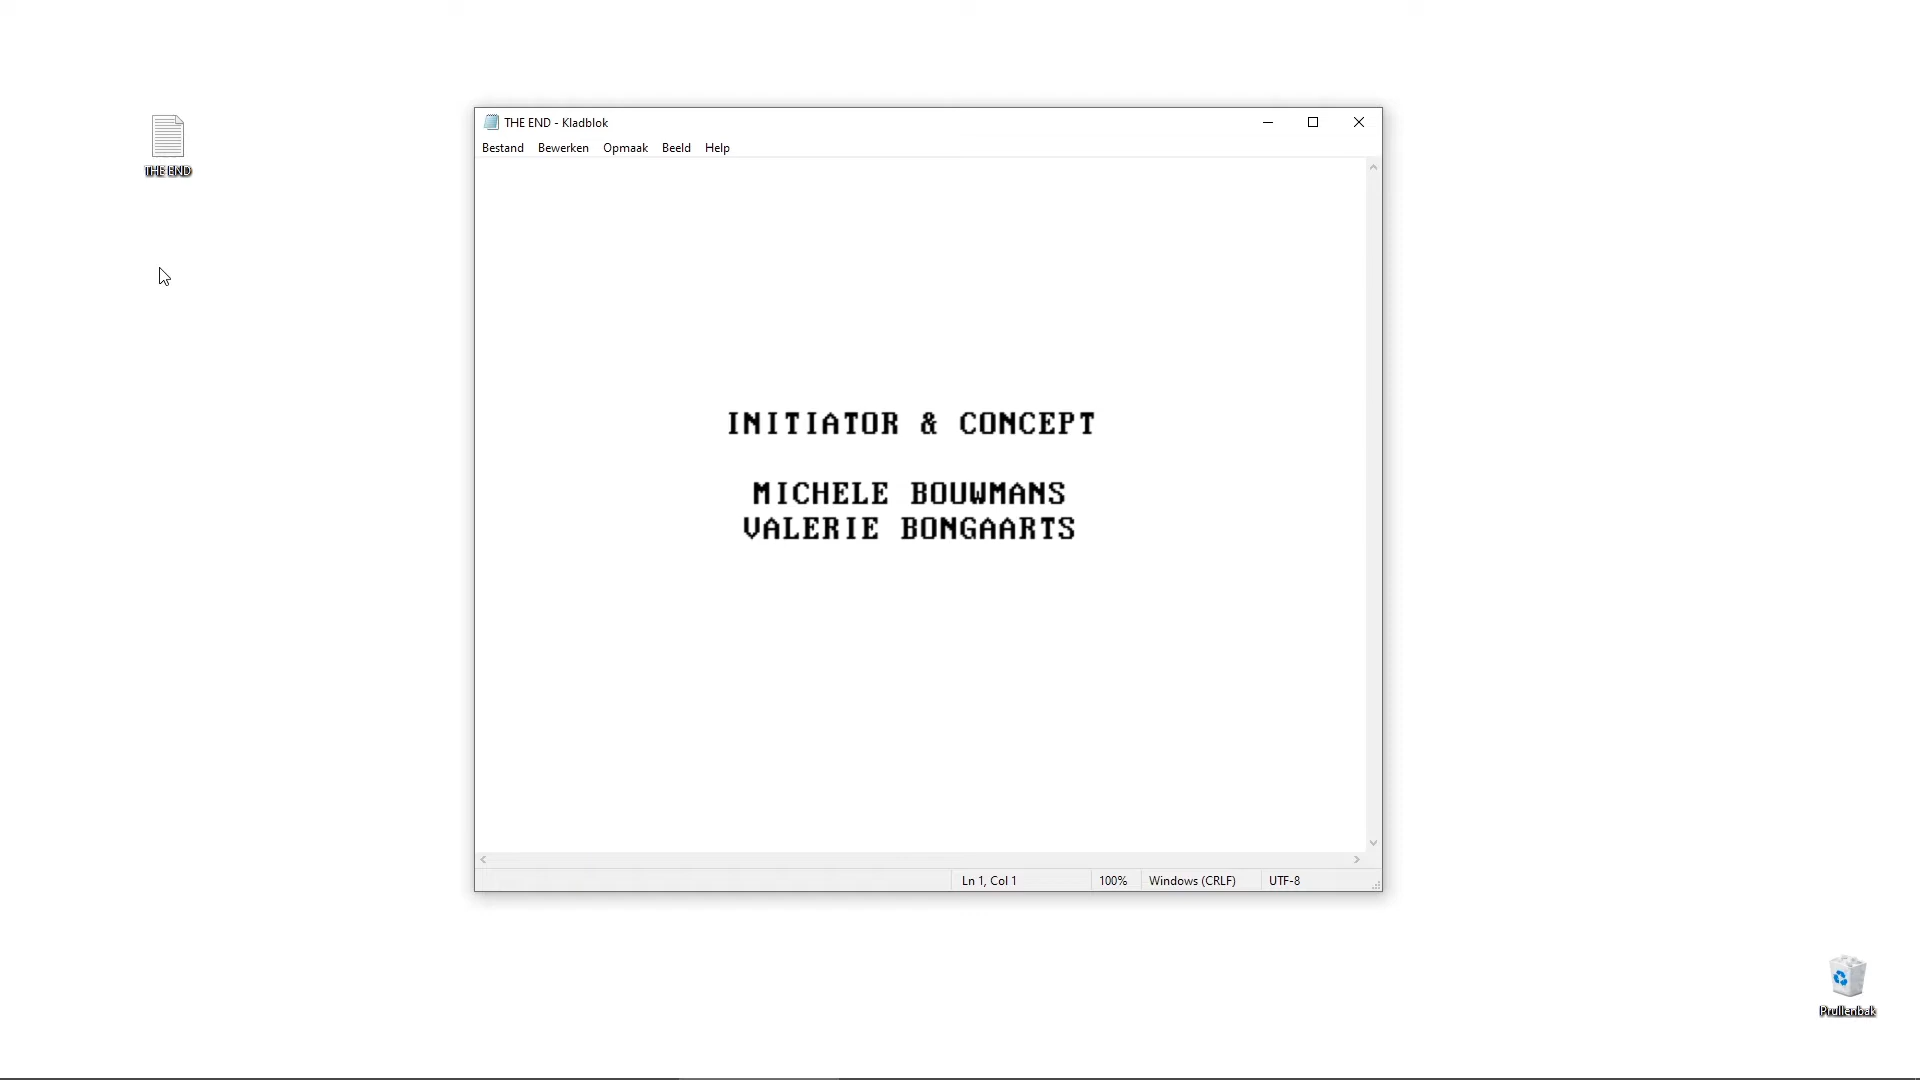 THE END
THE END - Kladblok
Bestand Bewerken Opmaak Beeld Help
INITIATOR & CONCEPT
MICHELE BOUWMANS
VALERIE BONGAARTS
Ln 1, Col 1 100% Windows (CRLF) UTF-8
Prullenbak